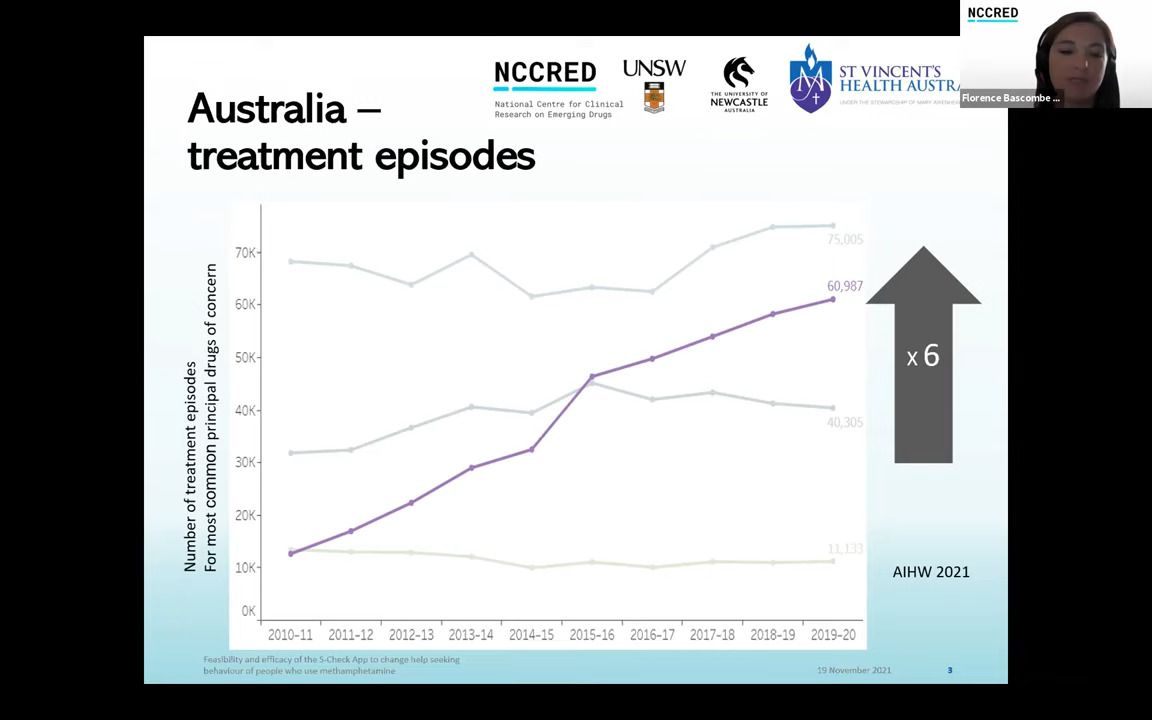 NCCRED
Florence Bascombe ...
NCCRED
National Centre for Clinical
Research on Emerging Drugs
UNSW
THE UNIVERSITY OF
NEWCASTLE
AUSTRALIA
ST VINCENT'S
HEALTH AUSTRA
Australia –
treatment episodes
Number of treatment episodes
For most common principal drugs of concern
70K
60K
50K
40K
30K
20K
10K
0K
75,005
60,987
40,305
11,133
2010-11
2011-12
2012-13
2013-14
2014-15
2015-16
2016-17
2017-18
2018-19
2019-20
x 6
AIHW 2021
Feasibility and efficacy of the S-Check App to change help seeking
behaviour of people who use methamphetamine
19 November 2021
3